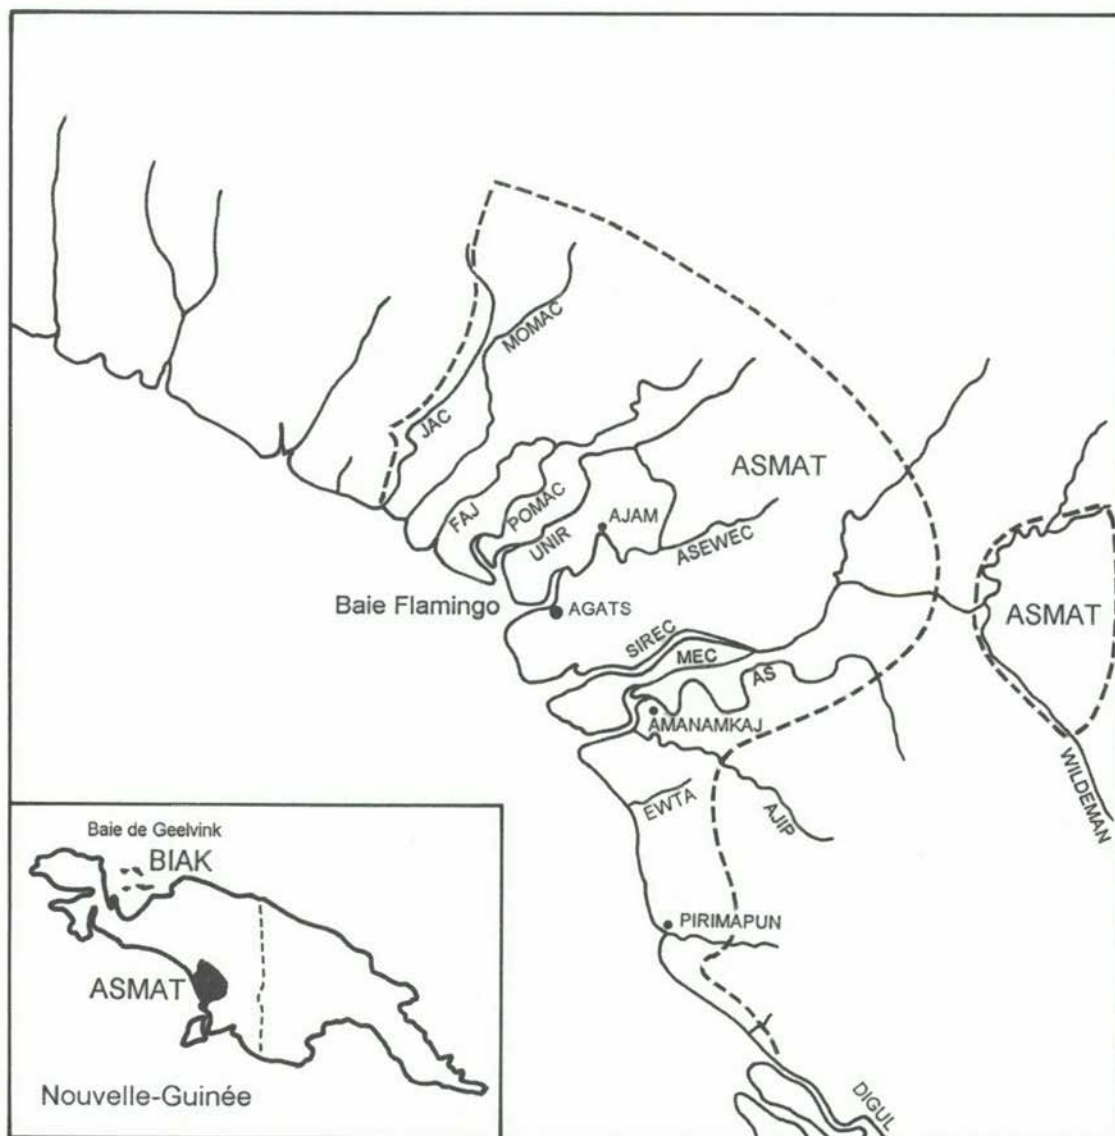 MOMAC
JAC
ASMAT
FAJ
POMAC
UNIR
AJAM
ASEWEC
Baie Flamingo
AGATS
ASMAT
SIREC
MEC
AS
AMANAMKAJ
WILDEMAN
EWTA
AJIP
PIRIMAPUN
DIGUL
Baie de Geelvink
BIAK
ASMAT
Nouvelle-Guinée